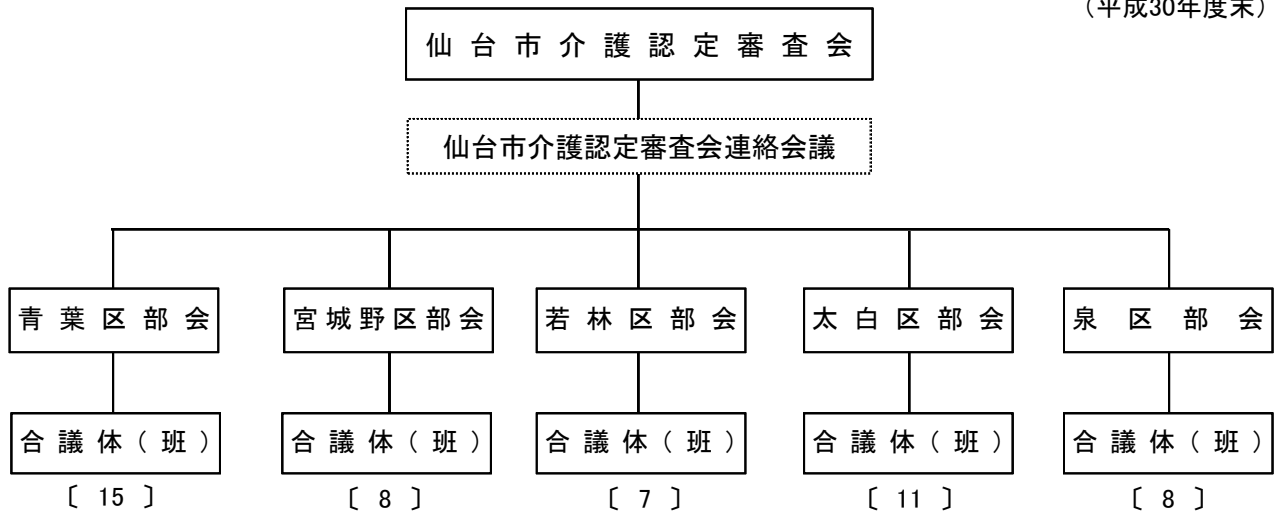 （平成30年度末）
仙台市介護認定審査会
仙台市介護認定審査会連絡会議
青葉区部会
宮城野区部会
若林区部会
太白区部会
泉区部会
合議体（班）
合議体（班）
合議体（班）
合議体（班）
合議体（班）
〔 15 〕
〔 8 〕
〔 7 〕
〔 11 〕
〔 8 〕